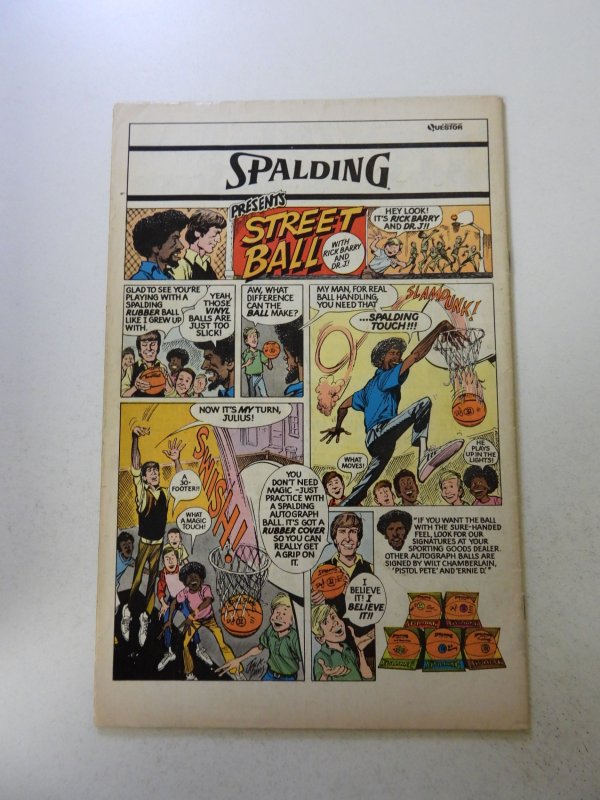 QUESTOR
SPALDING
PRESENTS
STREET
BALL
WITH
RICK BARRY
AND
DR. J!
HEY LOOK!
IT'S RICK BARRY
AND DR. J!!
GLAD TO SEE YOU'RE
PLAYING WITH A
SPALDING
RUBBER BALL
LIKE I GREW UP
WITH.
YEAH,
THOSE
VINYL
BALLS ARE
JUST TOO
SLICK!
AW, WHAT
DIFFERENCE
CAN THE
BALL MAKE?
MY MAN, FOR REAL
BALL HANDLING,
YOU NEED THAT
...SPALDING
TOUCH!!!
SLAMDUNK!
WHAT
MOVES!
HE
PLAYS
UP IN THE
LIGHTS!
NOW IT'S MY TURN,
JULIUS!
A
30-
FOOTER!!
WHAT
A MAGIC
TOUCH!
SWISH!
YOU
DON'T NEED
MAGIC - JUST
PRACTICE WITH
A SPALDING
AUTOGRAPH
BALL. IT'S GOT A
RUBBER COVER
SO YOU CAN
REALLY GET
A GRIP ON
IT.
I
BELIEVE
IT! I
BELIEVE
IT!!
"IF YOU WANT THE BALL
WITH THE SURE-HANDED
FEEL, LOOK FOR OUR
SIGNATURES AT YOUR
SPORTING GOODS DEALER.
OTHER AUTOGRAPH BALLS ARE
SIGNED BY WILT CHAMBERLAIN,
'PISTOL PETE' AND 'ERNIE D.'"